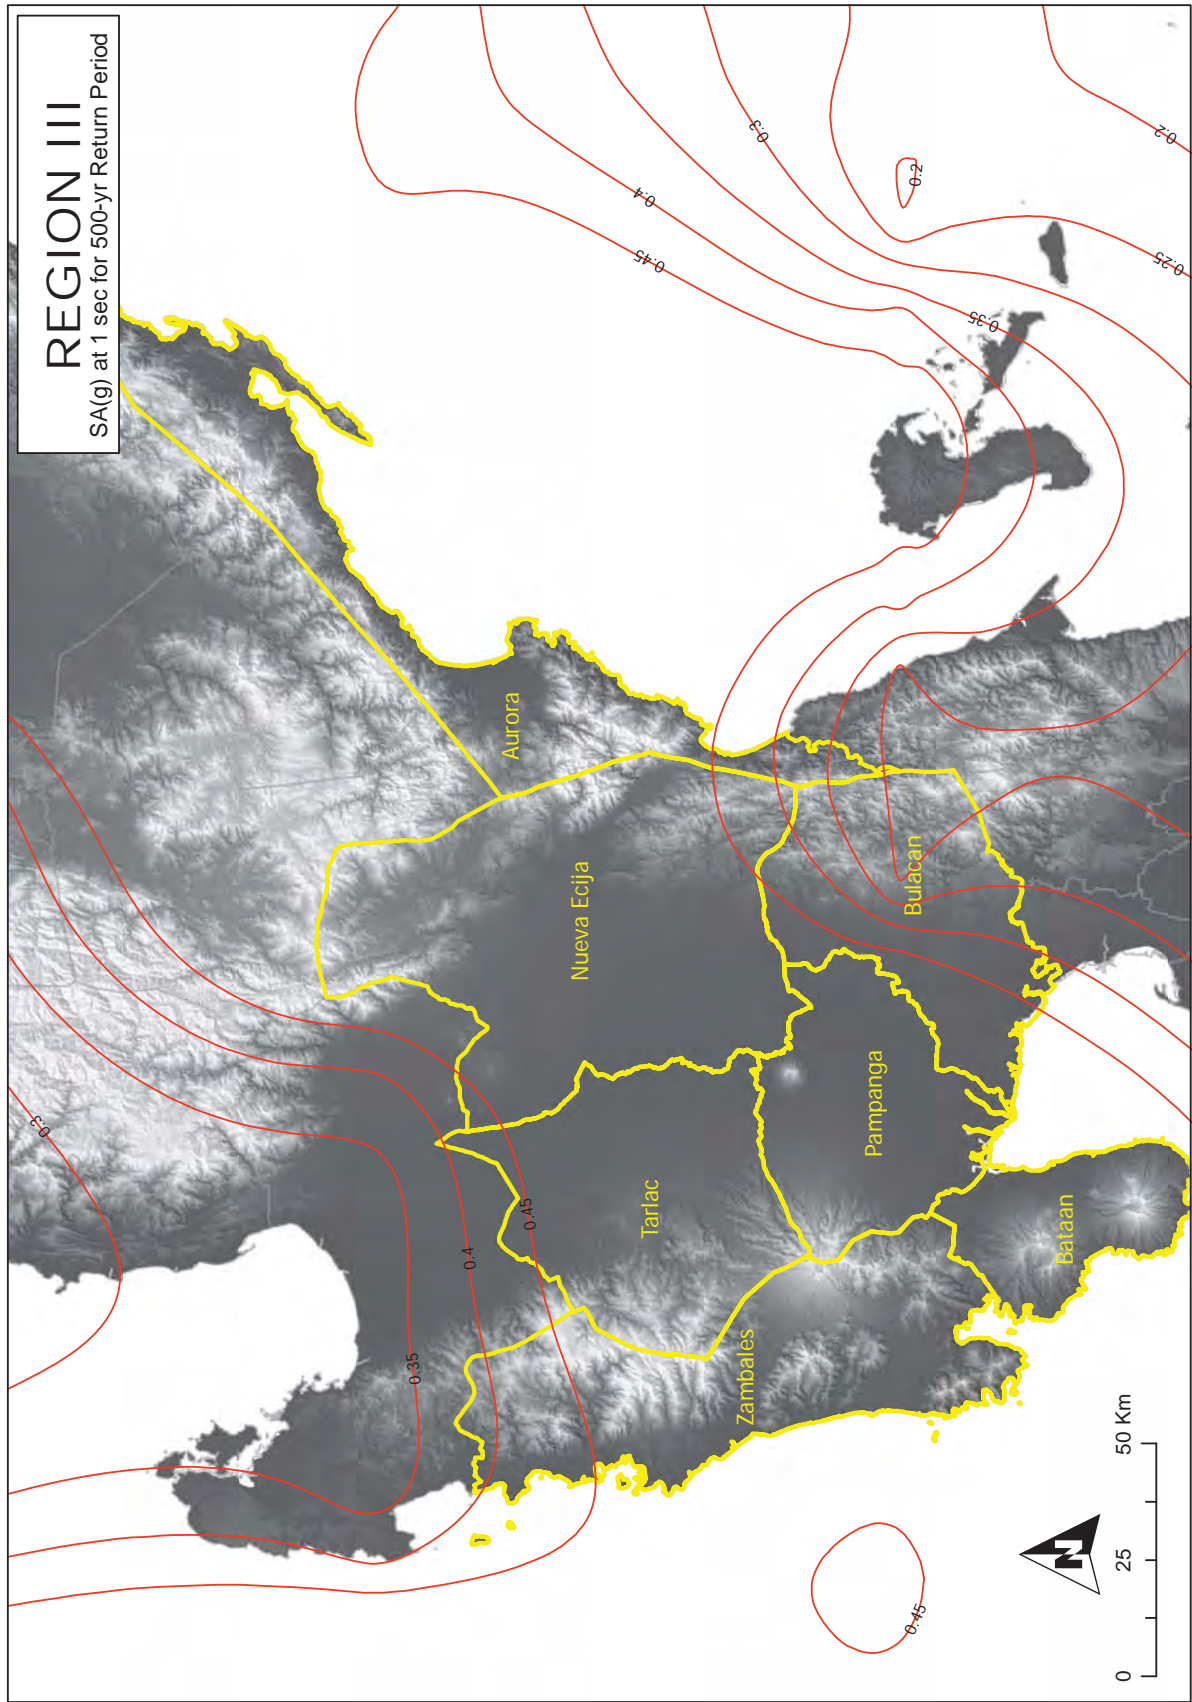 REGION III
SA(g) at 1 sec for 500-yr Return Period
0.3
0.45
0.4
0.35
0.45
0.45
0.4
0.3
0.2
0.2
0.25
0.35
Aurora
Nueva Ecija
Tarlac
Zambales
Pampanga
Bulacan
Bataan
N
0 25 50 Km